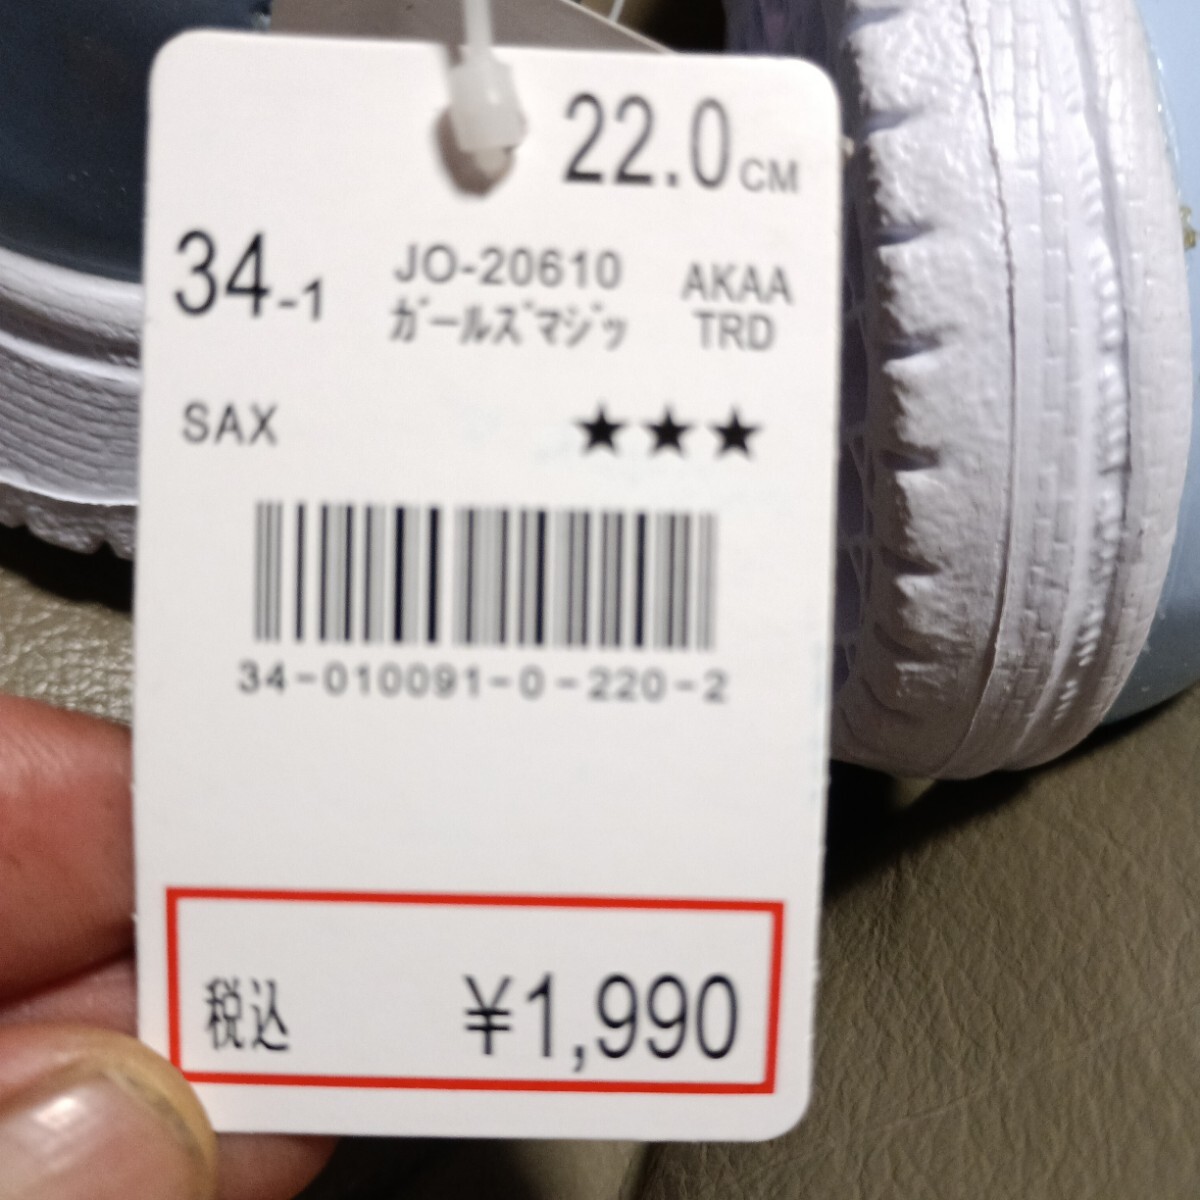 22.0CM
34-1 JO-20610 AKAA
ｶﾞｰﾙｽﾞﾏｼﾞｯ TRD
SAX ★★★
34-010091-0-220-2
税込 ¥1,990